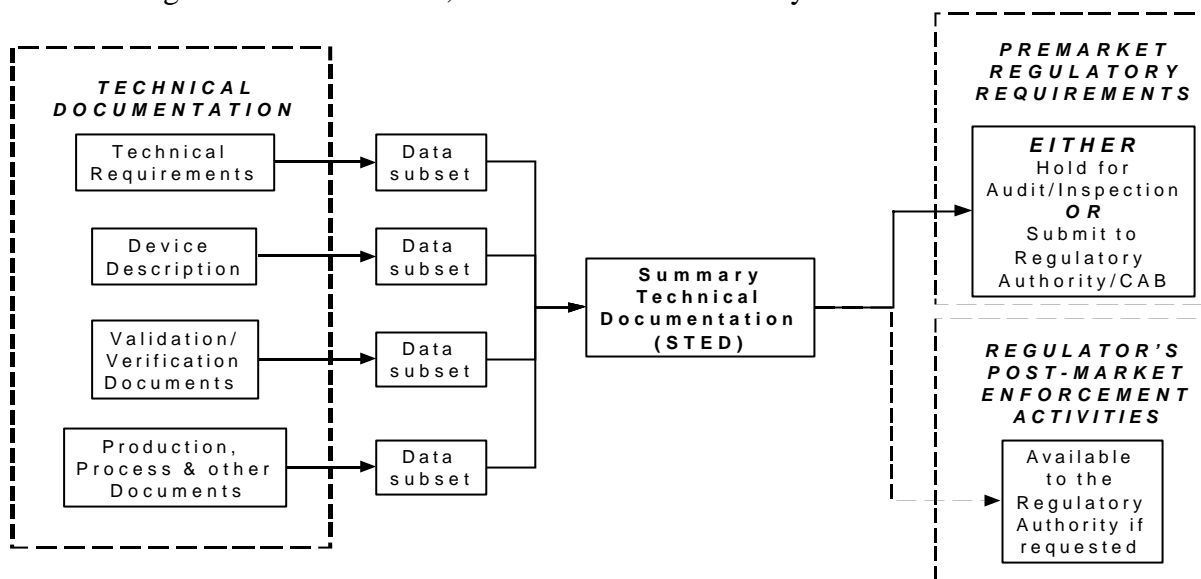 TECHNICAL
DOCUMENTATION
Technical
Requirements
Data
subset
Device
Description
Data
subset
Validation/
Verification
Documents
Data
subset
Production,
Process & other
Documents
Data
subset
Summary
Technical
Documentation
(STED)
PREMARKET
REGULATORY
REQUIREMENTS
EITHER
Hold for
Audit/Inspection
OR
Submit to
Regulatory
Authority/CAB
REGULATOR'S
POST-MARKET
ENFORCEMENT
ACTIVITIES
Available
to the
Regulatory
Authority if
requested